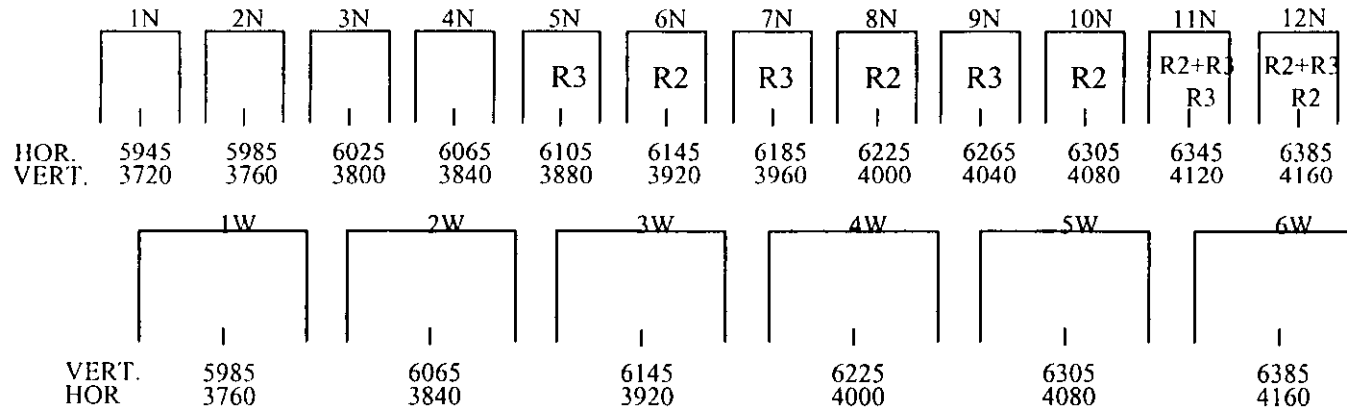 1N 2N 3N 4N 5N 6N 7N 8N 9N 10N 11N 12N
R3 R2 R3 R2 R3 R2 R2+R3 R2+R3
R3 R2
HOR. 5945 5985 6025 6065 6105 6145 6185 6225 6265 6305 6345 6385
VERT. 3720 3760 3800 3840 3880 3920 3960 4000 4040 4080 4120 4160
1W 2W 3W 4W 5W 6W
VERT. 5985 6065 6145 6225 6305 6385
HOR 3760 3840 3920 4000 4080 4160